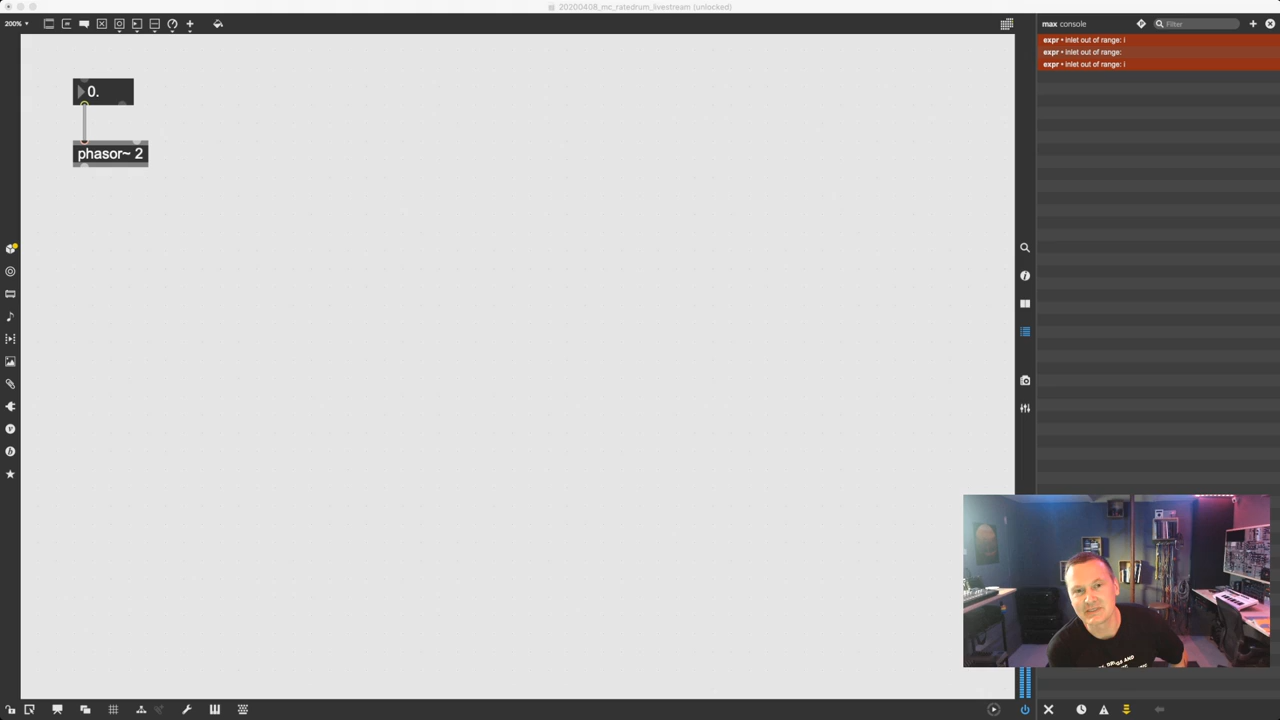 20200408_mc_ratedrum_livestream (unlocked)
200%
max console
Filter
expr • inlet out of range: i
expr • inlet out of range:
expr • inlet out of range: i
0.
phasor~ 2
AND